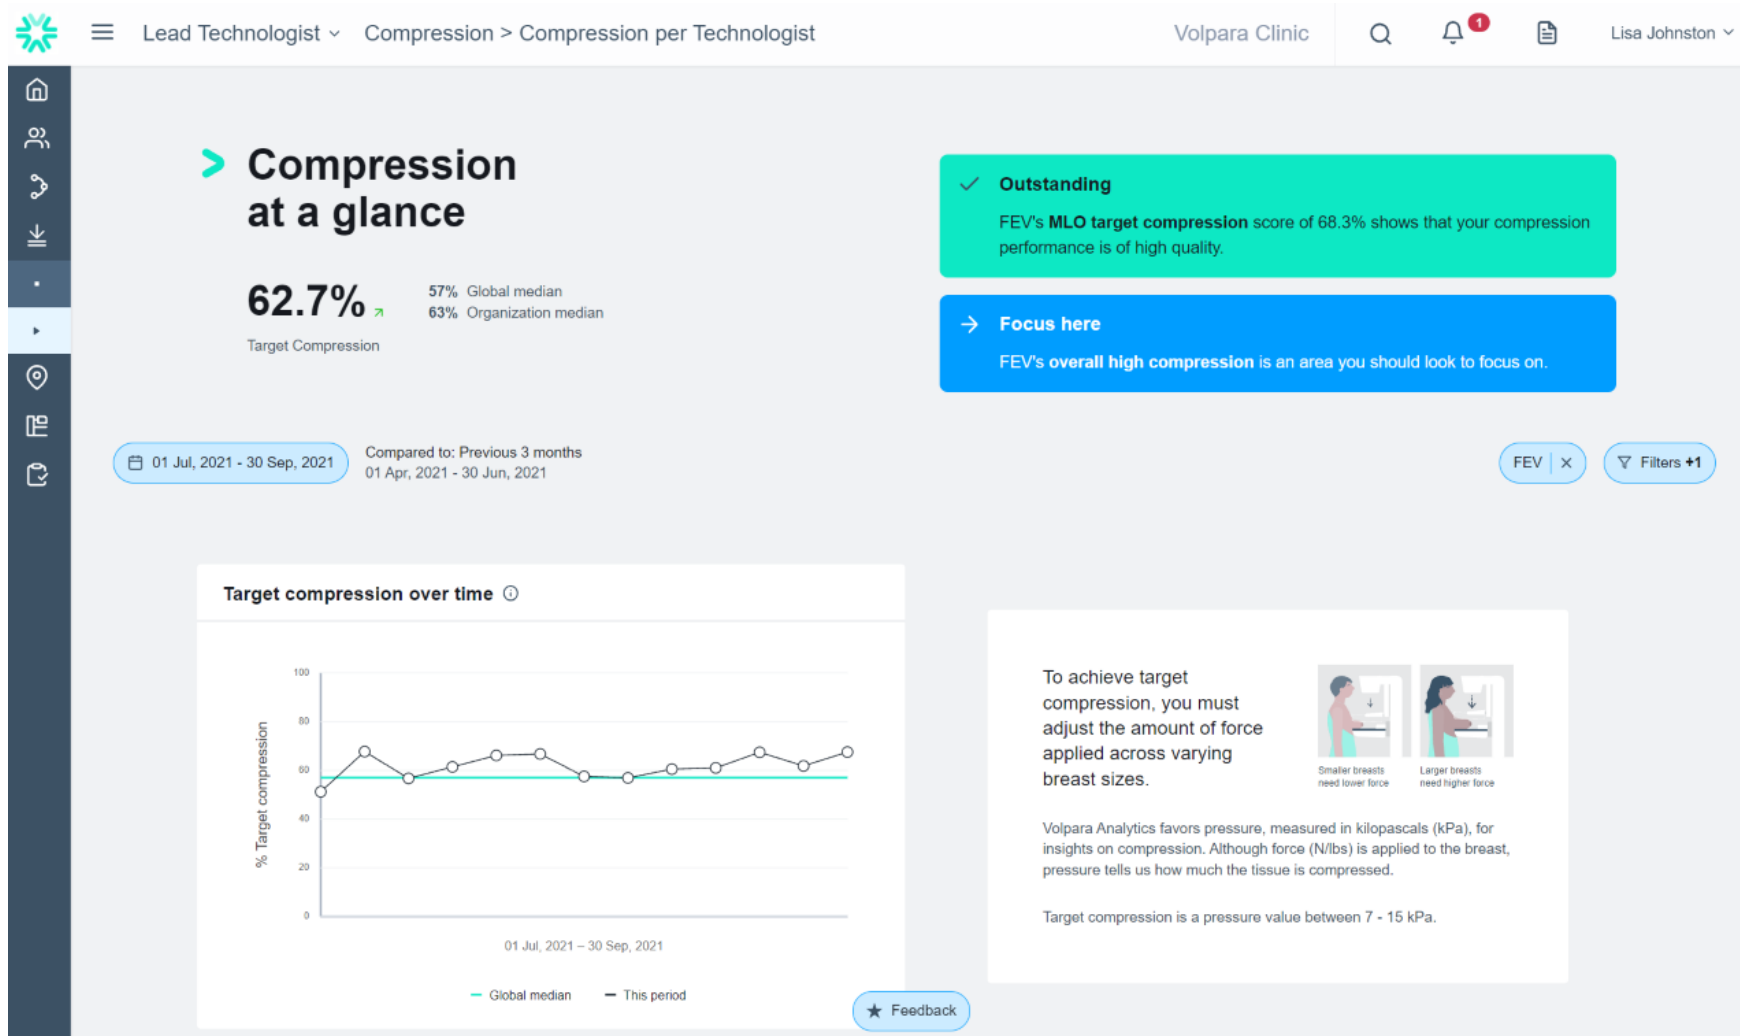 Lead Technologist
Compression > Compression per Technologist
Volpara Clinic
1
Lisa Johnston
Compression
at a glance
62.7%
Target Compression
57% Global median
63% Organization median
Outstanding
FEV's MLO target compression score of 68.3% shows that your compression
performance is of high quality.
Focus here
FEV's overall high compression is an area you should look to focus on.
01 Jul, 2021 - 30 Sep, 2021
Compared to: Previous 3 months
01 Apr, 2021 - 30 Jun, 2021
FEV
Filters +1
Target compression over time
% Target compression
100
80
60
40
20
0
01 Jul, 2021 – 30 Sep, 2021
Global median
This period
To achieve target
compression, you must
adjust the amount of force
applied across varying
breast sizes.
Smaller breasts
need lower force
Larger breasts
need higher force
Volpara Analytics favors pressure, measured in kilopascals (kPa), for
insights on compression. Although force (N/lbs) is applied to the breast,
pressure tells us how much the tissue is compressed.
Target compression is a pressure value between 7 - 15 kPa.
Feedback